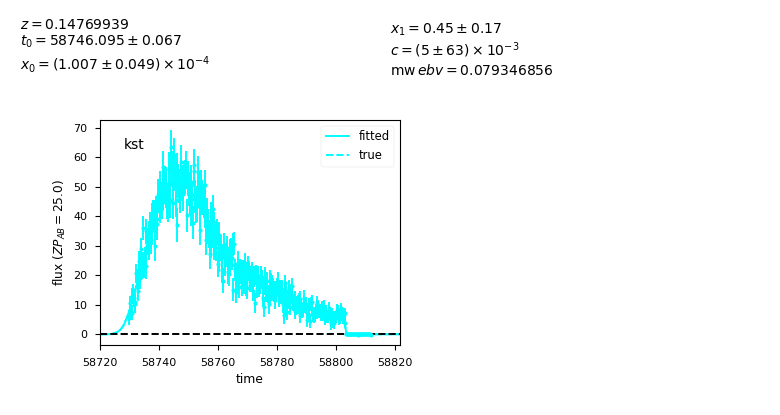 z = 0.14769939
t₀ = 58746.095 ± 0.067
x₀ = (1.007 ± 0.049) × 10⁻⁴
x₁ = 0.45 ± 0.17
c = (5 ± 63) × 10⁻³
mw ebv = 0.079346856
kst
fitted
true
70
60
50
40
30
20
10
0
flux (ZP_AB = 25.0)
58720 58740 58760 58780 58800 58820
time